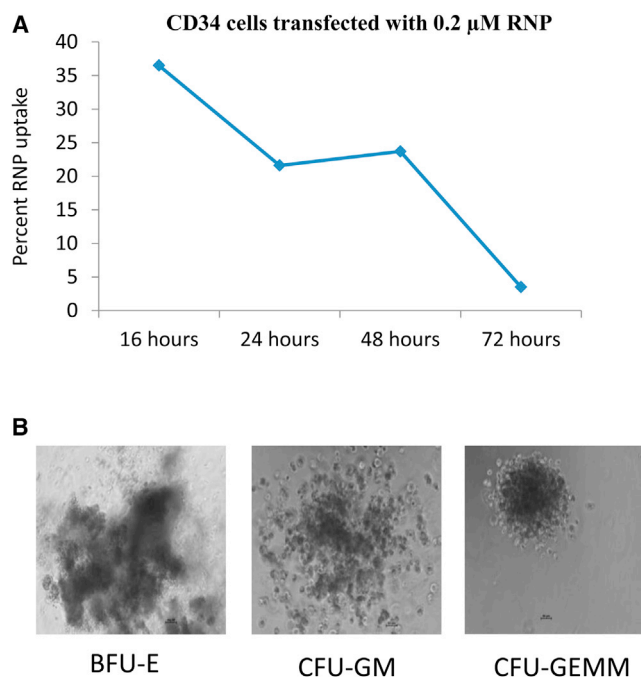 A
CD34 cells transfected with 0.2 µM RNP
Percent RNP uptake
40
35
30
25
20
15
10
5
0
16 hours
24 hours
48 hours
72 hours
B
BFU-E
CFU-GM
CFU-GEMM